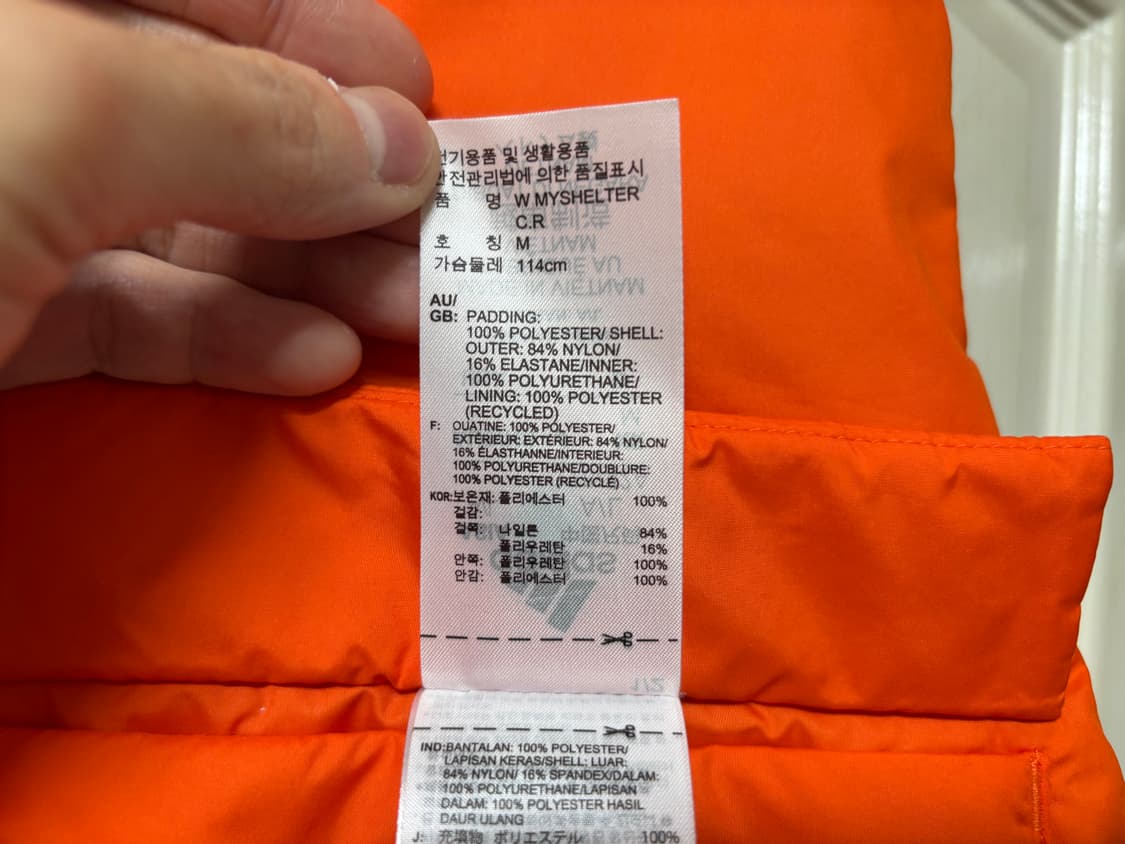 전기용품 및 생활용품
안전관리법에 의한 품질표시
품 명 W MYSHELTER
C.R
호 칭 M
가슴둘레 114cm
AU/
GB: PADDING:
100% POLYESTER/ SHELL:
OUTER: 84% NYLON/
16% ELASTANE/INNER:
100% POLYURETHANE/
LINING: 100% POLYESTER
(RECYCLED)
F: OUATINE: 100% POLYESTER/
EXTÉRIEUR: EXTÉRIEUR: 84% NYLON/
16% ÉLASTHANNE/INTERIEUR:
100% POLYURETHANE/DOUBLURE:
100% POLYESTER (RECYCLÉ)
KOR:보온재: 폴리에스터 100%
겉감:
겉쪽: 나일론 84%
폴리우레탄 16%
안쪽: 폴리우레탄 100%
안감: 폴리에스터 100%
IND:BANTALAN: 100% POLYESTER/
LAPISAN KERAS/SHELL: LUAR:
84% NYLON/ 16% SPANDEX/DALAM:
100% POLYURETHANE/LAPISAN
DALAM: 100% POLYESTER HASIL
DAUR ULANG
J: 充填物 ポリエステル 100%